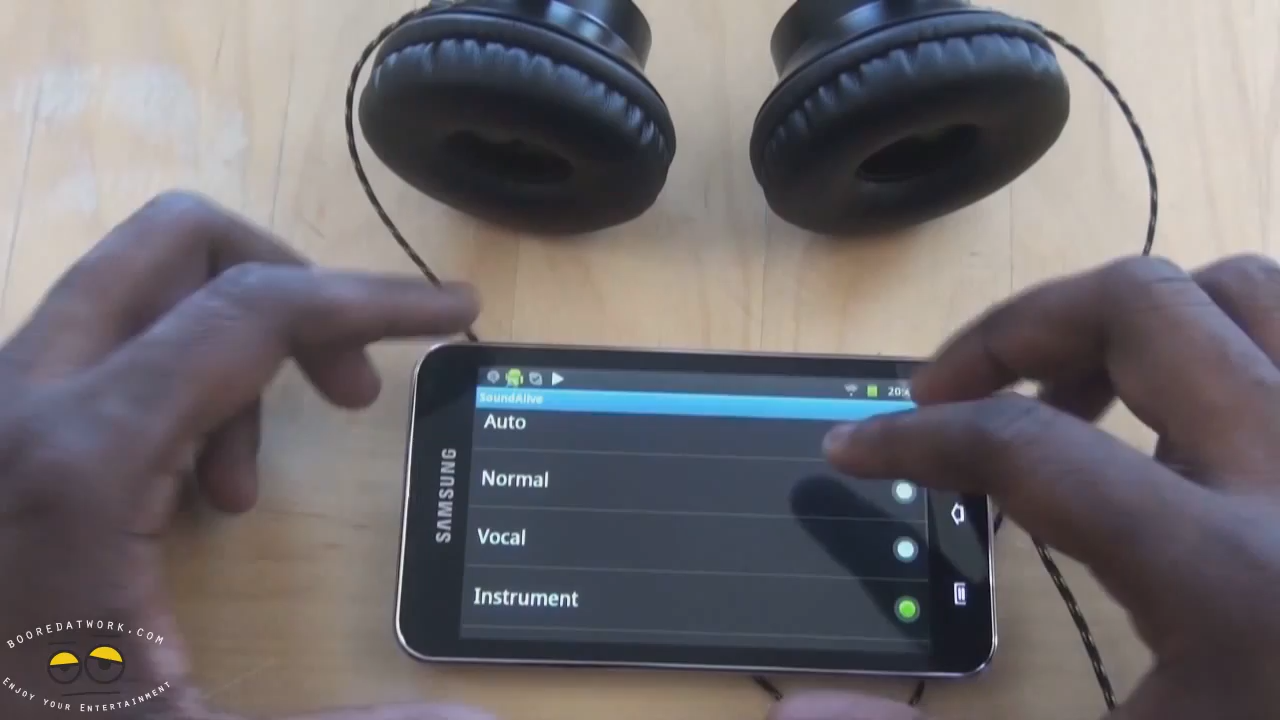 SoundAlive
Auto
Normal
Vocal
Instrument
SAMSUNG
BOOREDATWORK.COM
ENJOY YOUR ENTERTAINMENT